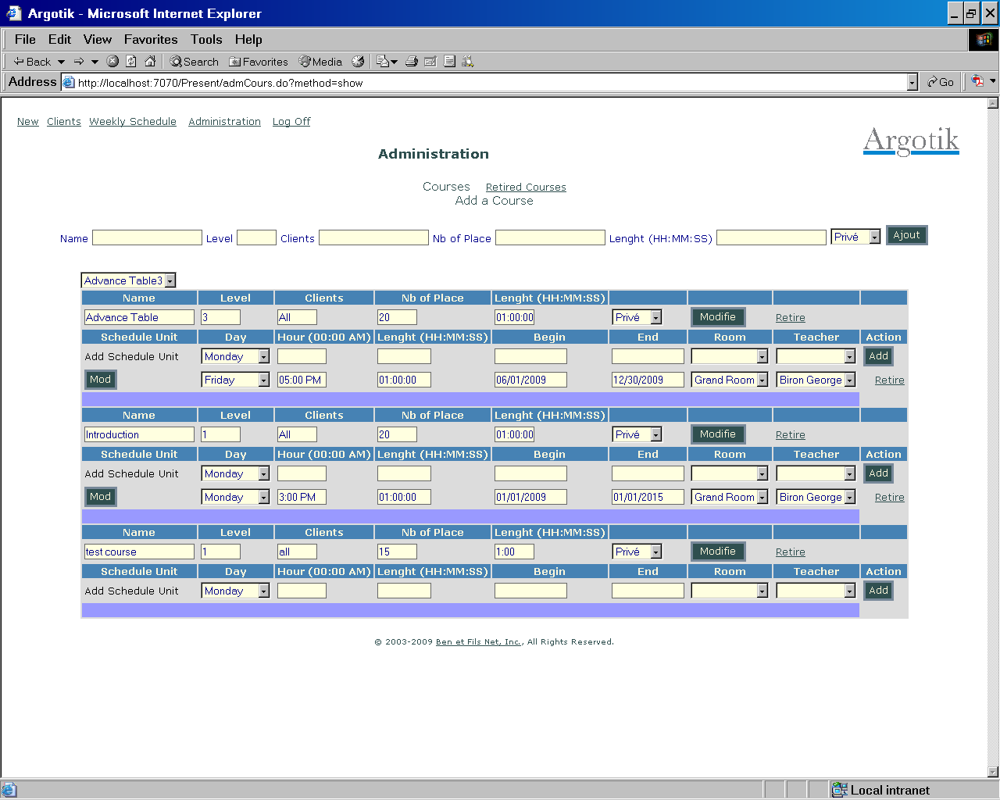 Argotik - Microsoft Internet Explorer
File Edit View Favorites Tools Help
Back Search Favorites Media
Address http://localhost:7070/Present/admCours.do?method=show Go
New Clients Weekly Schedule Administration Log Off
Argotik
Administration
Courses Retired Courses
Add a Course
Name Level Clients Nb of Place Lenght (HH:MM:SS) Privé Ajout
Advance Table3
Name Level Clients Nb of Place Lenght (HH:MM:SS)
Advance Table 3 All 20 01:00:00 Privé Modifie Retire
Schedule Unit Day Hour (00:00 AM) Lenght (HH:MM:SS) Begin End Room Teacher Action
Add Schedule Unit Monday Add
Mod Friday 05:00 PM 01:00:00 06/01/2009 12/30/2009 Grand Room Biron George Retire
Name Level Clients Nb of Place Lenght (HH:MM:SS)
Introduction 1 All 20 01:00:00 Privé Modifie Retire
Schedule Unit Day Hour (00:00 AM) Lenght (HH:MM:SS) Begin End Room Teacher Action
Add Schedule Unit Monday Add
Mod Monday 3:00 PM 01:00:00 01/01/2009 01/01/2015 Grand Room Biron George Retire
Name Level Clients Nb of Place Lenght (HH:MM:SS)
test course 1 all 15 1:00 Privé Modifie Retire
Schedule Unit Day Hour (00:00 AM) Lenght (HH:MM:SS) Begin End Room Teacher Action
Add Schedule Unit Monday Add
© 2003-2009 Ben et Fils Net, Inc., All Rights Reserved.
Local intranet